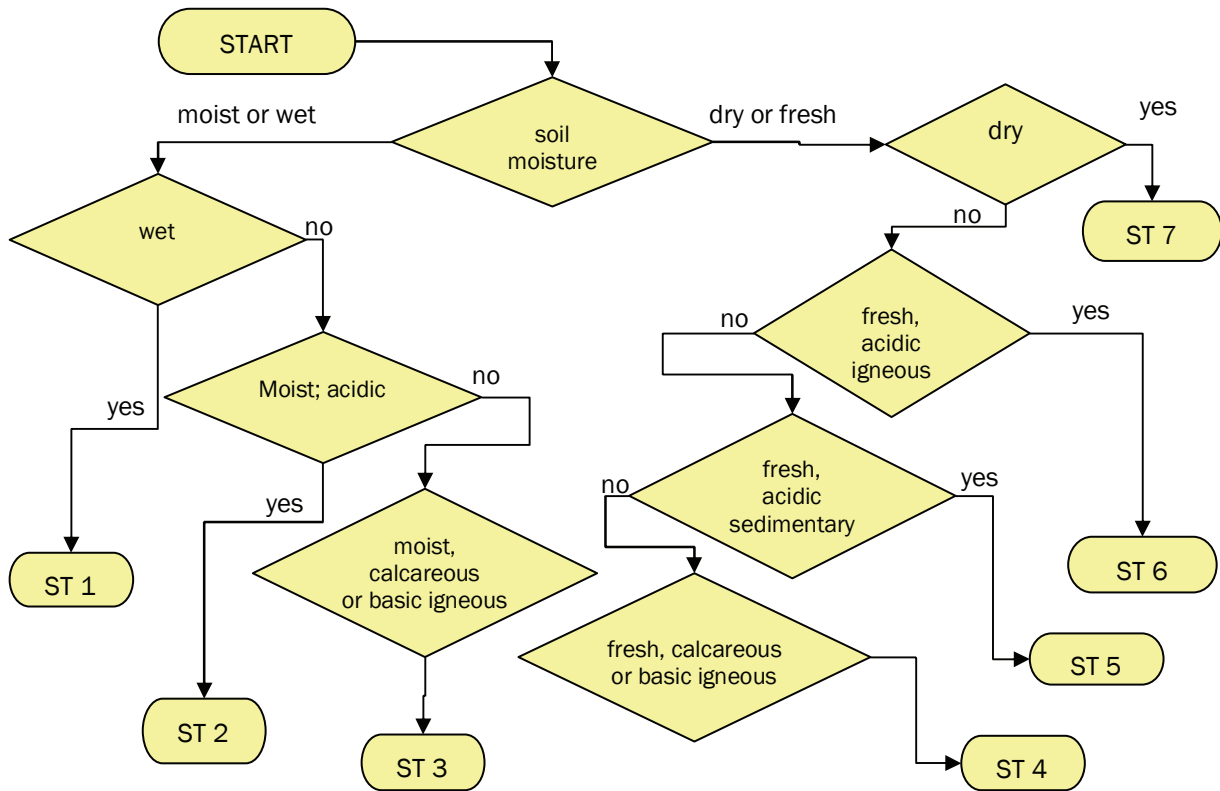 START
moist or wet
dry or fresh
yes
soil
moisture
dry
wet
no
no
ST 7
no
fresh,
acidic
igneous
yes
Moist; acidic
no
yes
fresh,
acidic
sedimentary
no
yes
yes
moist,
calcareous
or basic igneous
ST 1
ST 6
fresh, calcareous
or basic igneous
ST 5
ST 2
ST 3
ST 4